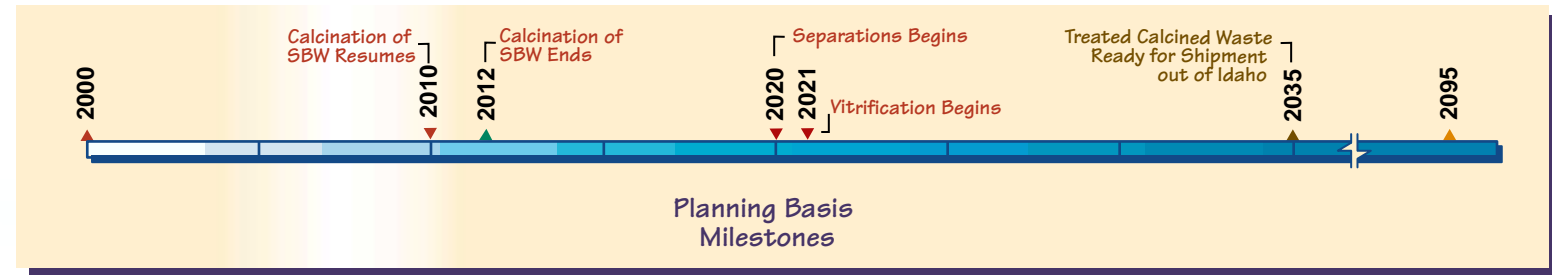 Calcination of
SBW Resumes
Calcination of
SBW Ends
Separations Begins
Treated Calcined Waste
Ready for Shipment
out of Idaho
2000
2010
2012
2020
2021
Vitrification Begins
2035
2095
Planning Basis
Milestones